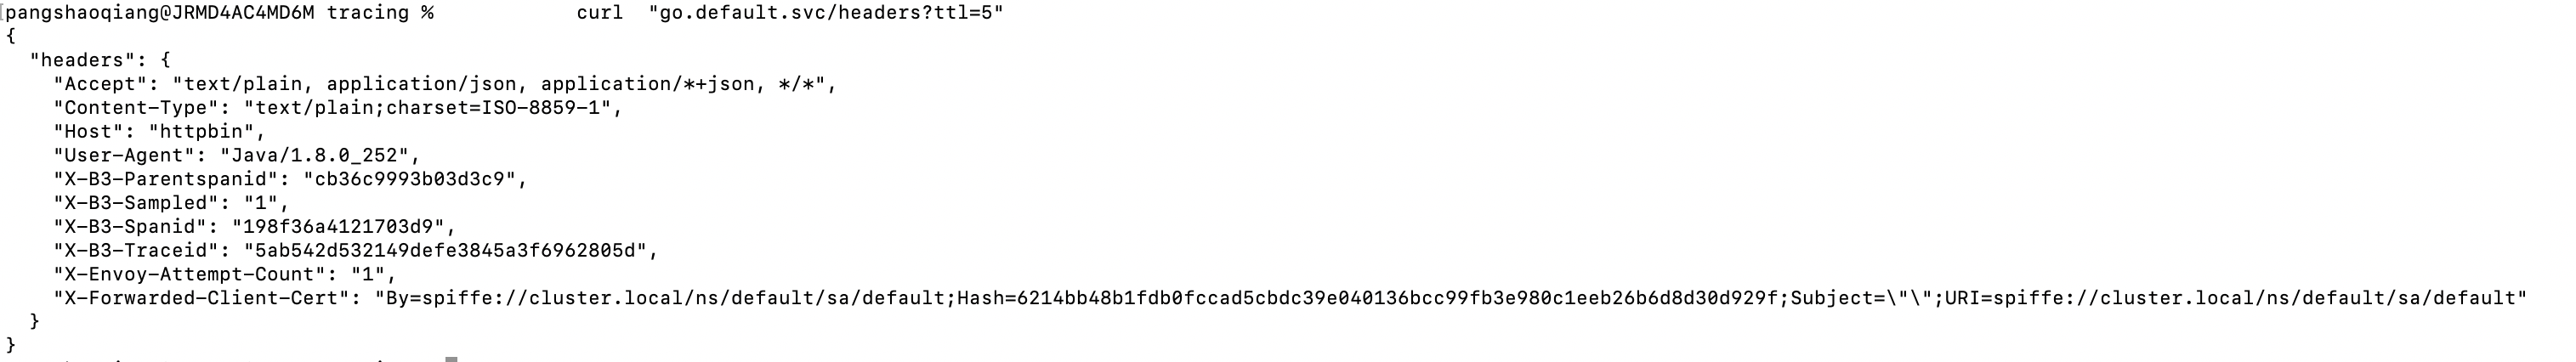 pangshaoqiang@JRMD4AC4MD6M tracing %            curl  "go.default.svc/headers?ttl=5"
{
  "headers": {
    "Accept": "text/plain, application/json, application/*+json, */*",
    "Content-Type": "text/plain;charset=ISO-8859-1",
    "Host": "httpbin",
    "User-Agent": "Java/1.8.0_252",
    "X-B3-Parentspanid": "cb36c9993b03d3c9",
    "X-B3-Sampled": "1",
    "X-B3-Spanid": "198f36a4121703d9",
    "X-B3-Traceid": "5ab542d532149defe3845a3f6962805d",
    "X-Envoy-Attempt-Count": "1",
    "X-Forwarded-Client-Cert": "By=spiffe://cluster.local/ns/default/sa/default;Hash=6214bb48b1fdb0fccad5cbdc39e040136bcc99fb3e980c1eeb26b6d8d30d929f;Subject=\"\";URI=spiffe://cluster.local/ns/default/sa/default"
  }
}